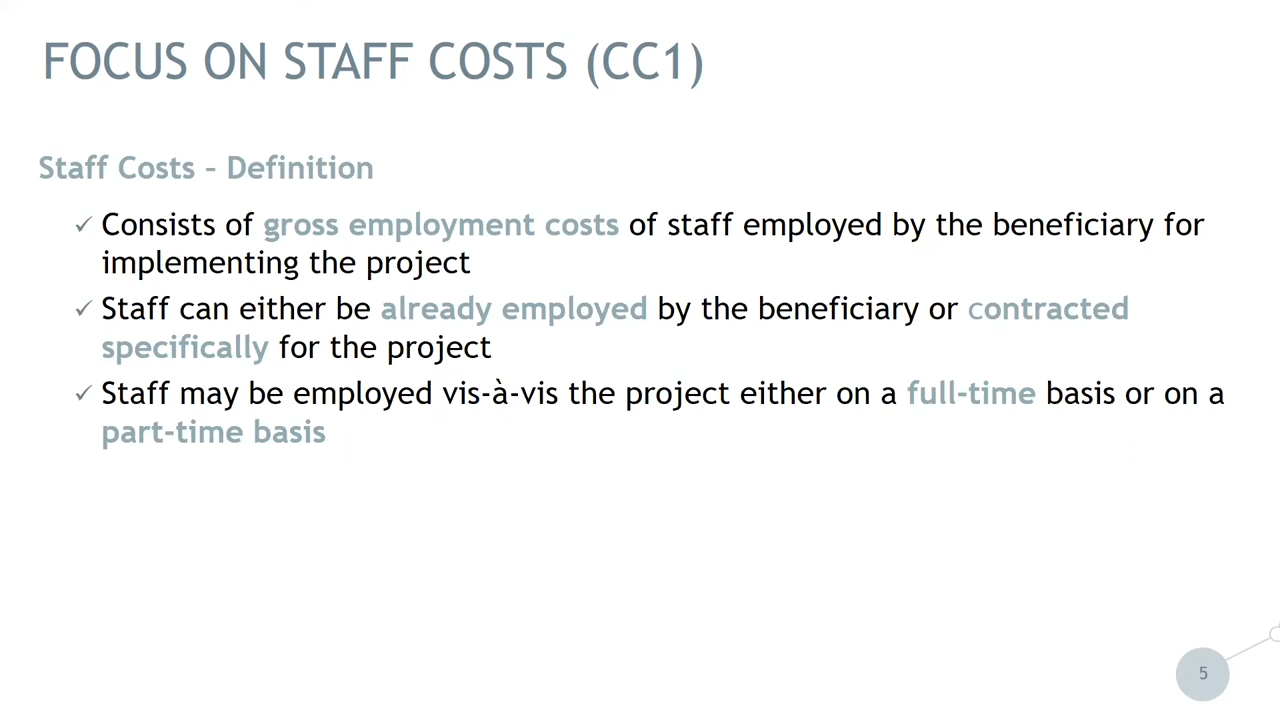 FOCUS ON STAFF COSTS (CC1)
Staff Costs – Definition
✓ Consists of gross employment costs of staff employed by the beneficiary for
implementing the project
✓ Staff can either be already employed by the beneficiary or contracted
specifically for the project
✓ Staff may be employed vis-à-vis the project either on a full-time basis or on a
part-time basis
5